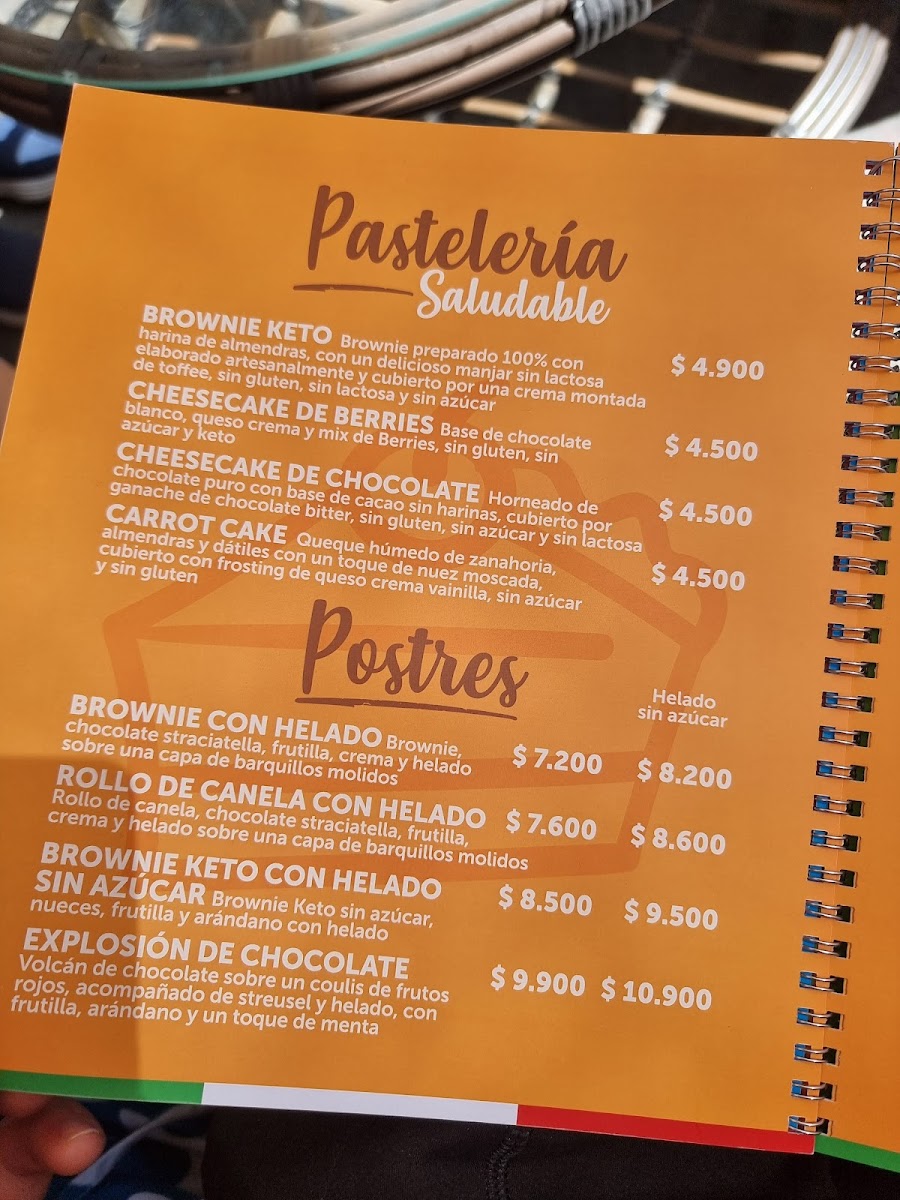 Pastelería
Saludable
BROWNIE KETO Brownie preparado 100% con
harina de almendras, con un delicioso manjar sin lactosa
elaborado artesanalmente y cubierto por una crema montada
de toffee, sin gluten, sin lactosa y sin azúcar
$ 4.900
CHEESECAKE DE BERRIES Base de chocolate
blanco, queso crema y mix de Berries, sin gluten, sin
azúcar y keto
$ 4.500
CHEESECAKE DE CHOCOLATE Horneado de
chocolate puro con base de cacao sin harinas, cubierto por
ganache de chocolate bitter, sin gluten, sin azúcar y sin lactosa
$ 4.500
CARROT CAKE Queque húmedo de zanahoria,
almendras y dátiles con un toque de nuez moscada,
cubierto con frosting de queso crema vainilla, sin azúcar
y sin gluten
$ 4.500
Postres
Helado
sin azúcar
BROWNIE CON HELADO Brownie,
chocolate straciatella, frutilla, crema y helado
sobre una capa de barquillos molidos
$ 7.200 $ 8.200
ROLLO DE CANELA CON HELADO
Rollo de canela, chocolate straciatella, frutilla,
crema y helado sobre una capa de barquillos molidos
$ 7.600 $ 8.600
BROWNIE KETO CON HELADO
SIN AZÚCAR Brownie Keto sin azúcar,
nueces, frutilla y arándano con helado
$ 8.500 $ 9.500
EXPLOSIÓN DE CHOCOLATE
Volcán de chocolate sobre un coulis de frutos
rojos, acompañado de streusel y helado, con
frutilla, arándano y un toque de menta
$ 9.900 $ 10.900